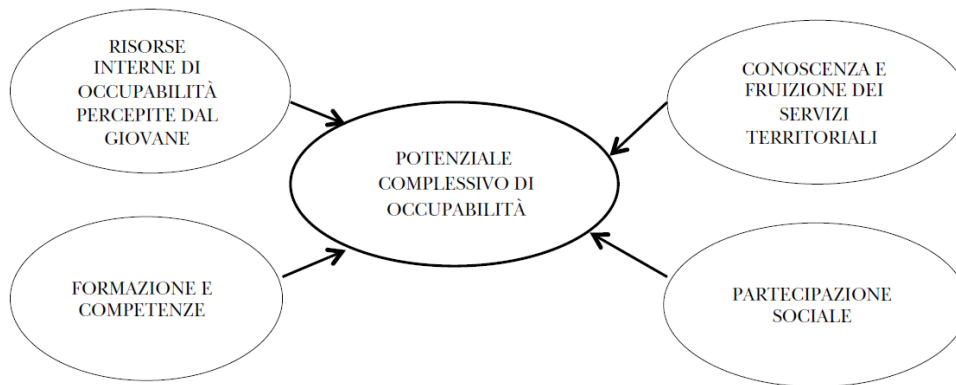 RISORSE
INTERNE DI
OCCUPABILITÀ
PERCEPITE DAL
GIOVANE
CONOSCENZA E
FRUIZIONE DEI
SERVIZI
TERRITORIALI
POTENZIALE
COMPLESSIVO DI
OCCUPABILITÀ
FORMAZIONE E
COMPETENZE
PARTECIPAZIONE
SOCIALE